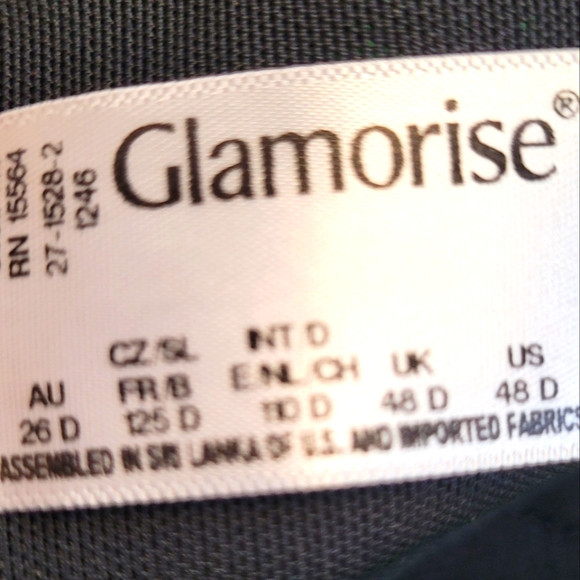 RN 15564
27-1528-2
1246
Glamorise®
AU
26 D
CZ/SL
FR/B
125 D
INT D
E/NL/CH
110 D
UK
48 D
US
48 D
ASSEMBLED IN SRI LANKA OF U.S. AND IMPORTED FABRICS